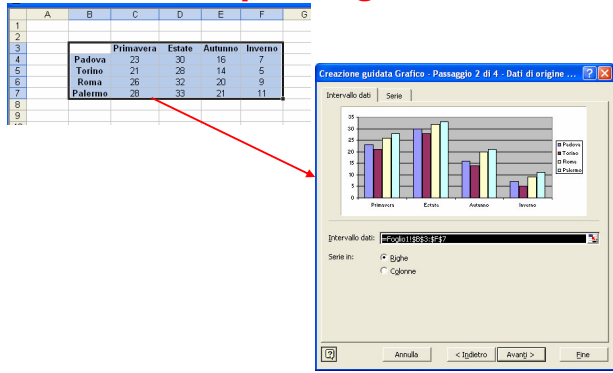 A B C D E F G
1
2
3 Primavera Estate Autunno Inverno
4 Padova 23 30 16 7
5 Torino 21 28 14 5
6 Roma 26 32 20 9
7 Palermo 28 33 21 11
8
9
Creazione guidata Grafico - Passaggio 2 di 4 - Dati di origine ...
Intervallo dati Serie
35
30
25
20
15
10
5
0
Primavera Estate Autunno Inverno
Padova
Torino
Roma
Palermo
Intervallo dati: =Foglio1!$B$3:$F$7
Serie in: Righe
Colonne
Annulla < Indietro Avanti > Fine